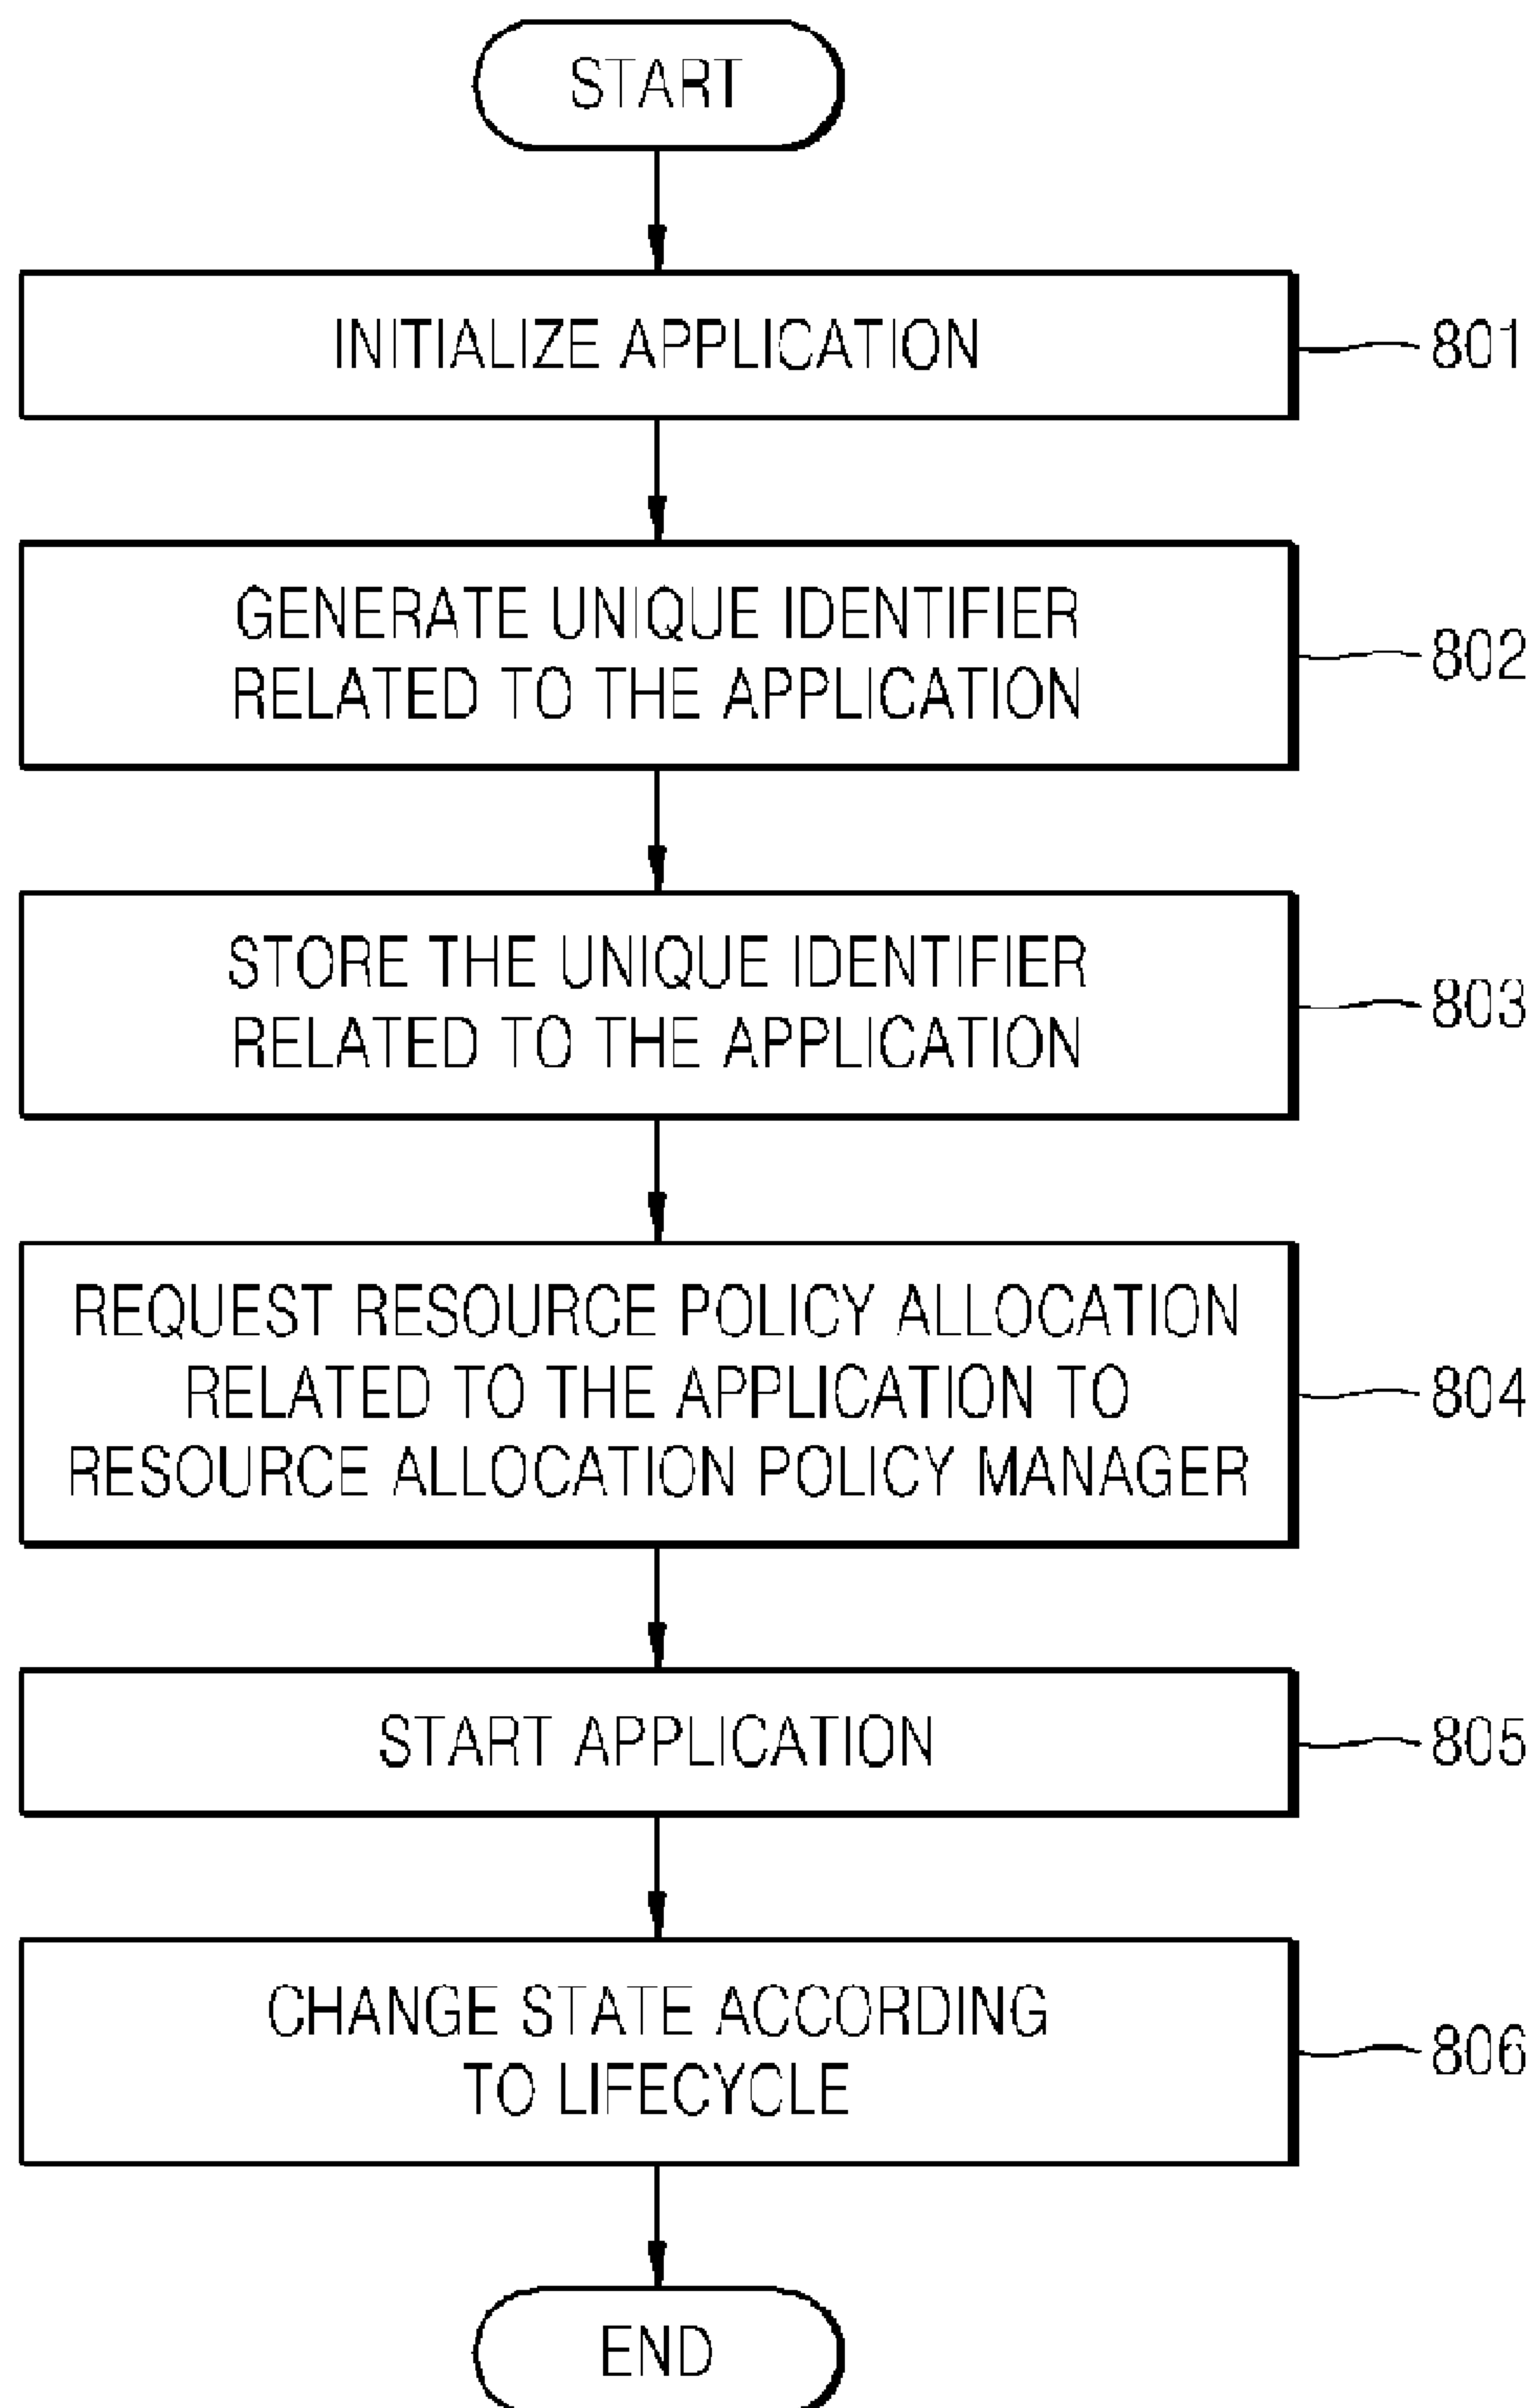 START
INITIALIZE APPLICATION
801
GENERATE UNIQUE IDENTIFIER
RELATED TO THE APPLICATION
802
STORE THE UNIQUE IDENTIFIER
RELATED TO THE APPLICATION
803
REQUEST RESOURCE POLICY ALLOCATION
RELATED TO THE APPLICATION TO
RESOURCE ALLOCATION POLICY MANAGER
804
START APPLICATION
805
CHANGE STATE ACCORDING
TO LIFECYCLE
806
END